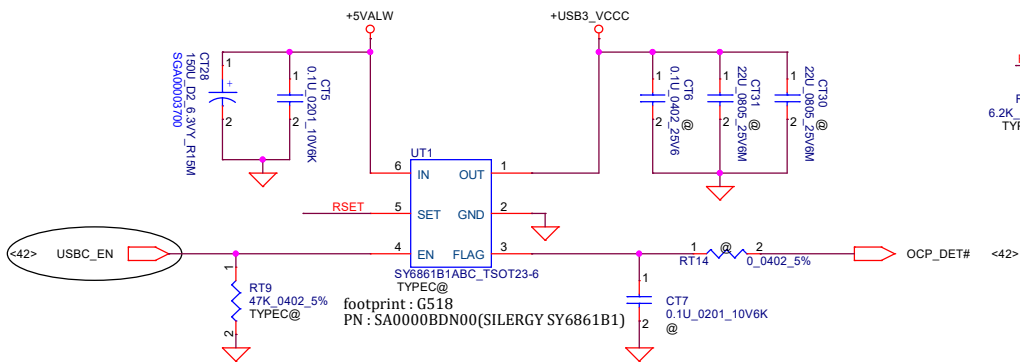 +5VALW
+USB3_VCCC
CT28
150U_D2_6.3VY_R15M
SGA00003700
1
+
2
CT5
0.1U_0201_10V6K
1
2
CT6
0.1U_0402_25V6
1
2
@
CT31
22U_0805_25V6M
1
2
@
CT30
22U_0805_25V6M
1
2
@
6.2K_
UT1
6 IN OUT 1
RSET 5 SET GND 2
4 EN FLAG 3
<42> USBC_EN
SY6861B1ABC_TSOT23-6
TYPEC@
footprint : G518
PN : SA0000BDN00(SILERGY SY6861B1)
1
RT9
47K_0402_5%
TYPEC@
2
1 @ 2
RT14 0_0402_5%
OCP_DET# <42>
1
CT7
0.1U_0201_10V6K
2
@